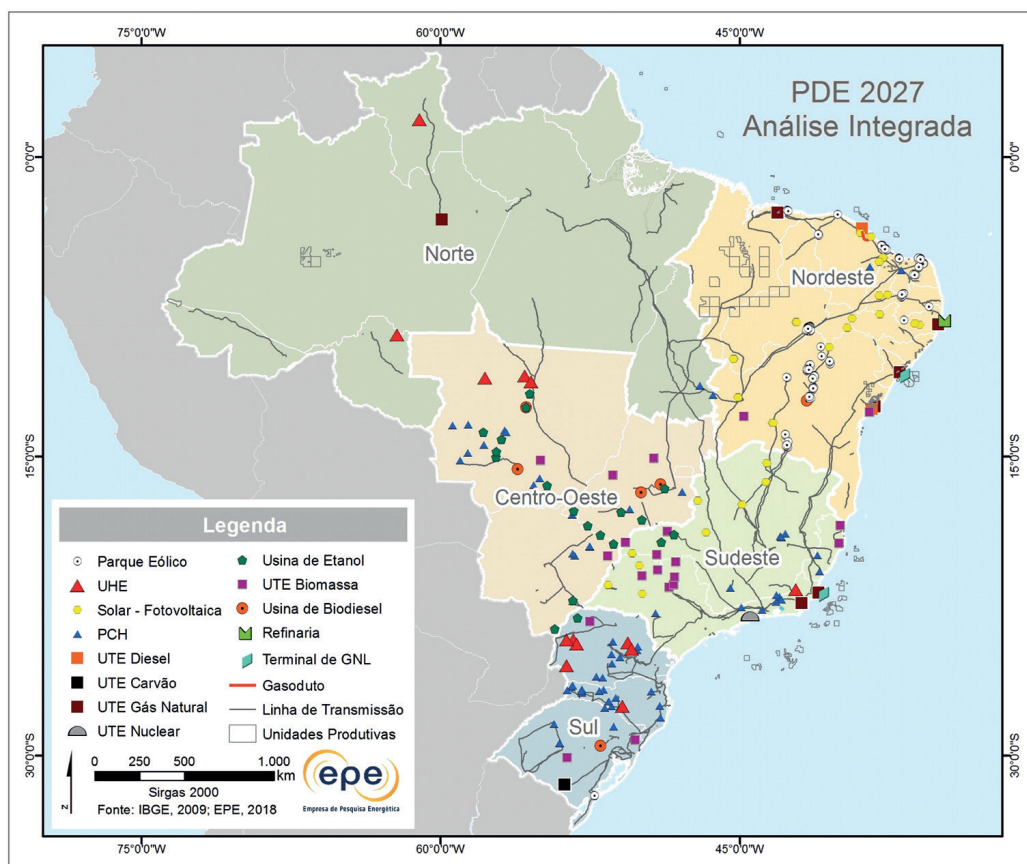 75°0'0"W 60°0'0"W 45°0'0"W
PDE 2027
Análise Integrada
0°0'0" 0°0'0"
Norte
Nordeste
15°0'0"S 15°0'0"S
Centro-Oeste
Sudeste
Sul
30°0'0"S 30°0'0"S
Legenda
Parque Eólico
UHE
Solar - Fotovoltaica
PCH
UTE Diesel
UTE Carvão
UTE Gás Natural
UTE Nuclear
Usina de Etanol
UTE Biomassa
Usina de Biodiesel
Refinaria
Terminal de GNL
Gasoduto
Linha de Transmissão
Unidades Produtivas
z
0 250 500 1.000
km
Sirgas 2000
Fonte: IBGE, 2009; EPE, 2018
epe
Empresa de Pesquisa Energética
75°0'0"W 60°0'0"W 45°0'0"W